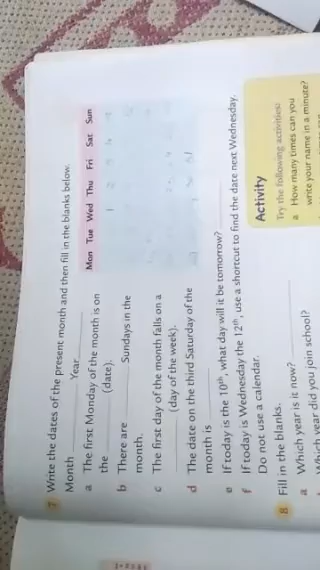 7 Write the dates of the present month and then fill in the blanks below.
Month Year
Mon Tue Wed Thu Fri Sat Sun
a The first Monday of the month is on
the (date).
b There are Sundays in the
month.
c The first day of the month falls on a
(day of the week).
d The date on the third Saturday of the
month is
e If today is the 10th, what day will it be tomorrow?
f If today is Wednesday the 12th, use a shortcut to find the date next Wednesday.
Do not use a calendar.
8 Fill in the blanks.
a Which year is it now?
Which year did you join school?
Activity
Try the following activities:
a How many times can you
write your name in a minute?